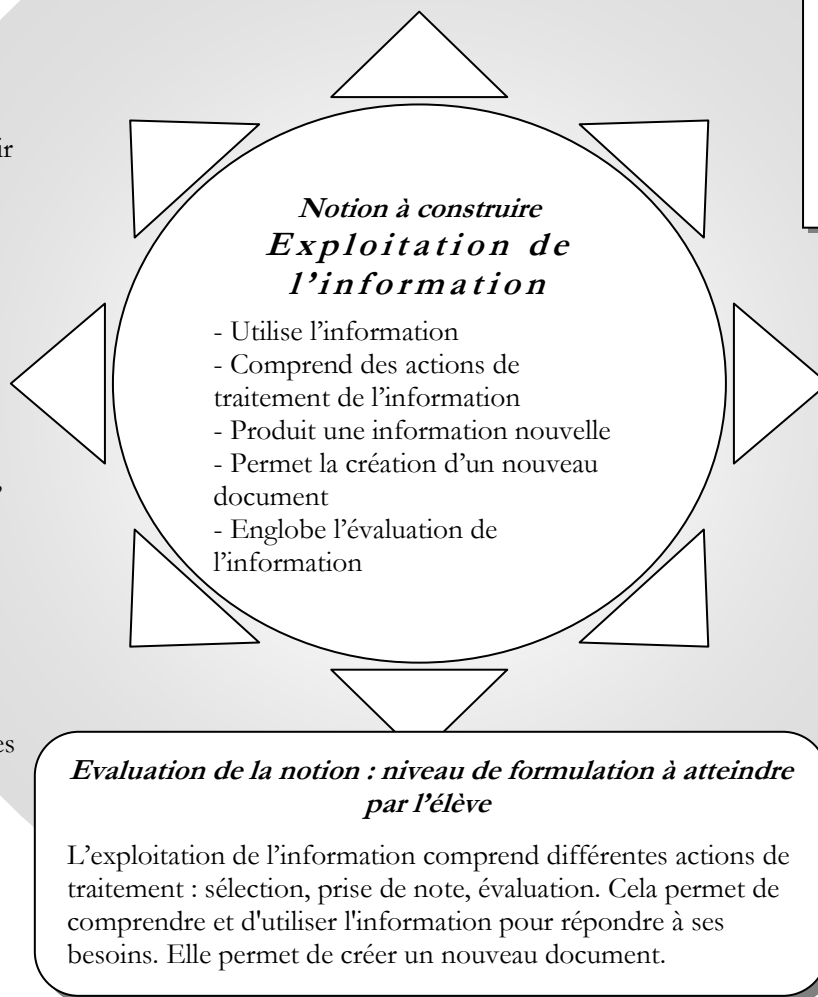 Notion à construire
Exploitation de
l’information
- Utilise l’information
- Comprend des actions de
traitement de l’information
- Produit une information nouvelle
- Permet la création d’un nouveau
document
- Englobe l’évaluation de
l’information
Evaluation de la notion : niveau de formulation à atteindre
par l’élève
L’exploitation de l’information comprend différentes actions de
traitement : sélection, prise de note, évaluation. Cela permet de
comprendre et d'utiliser l'information pour répondre à ses
besoins. Elle permet de créer un nouveau document.